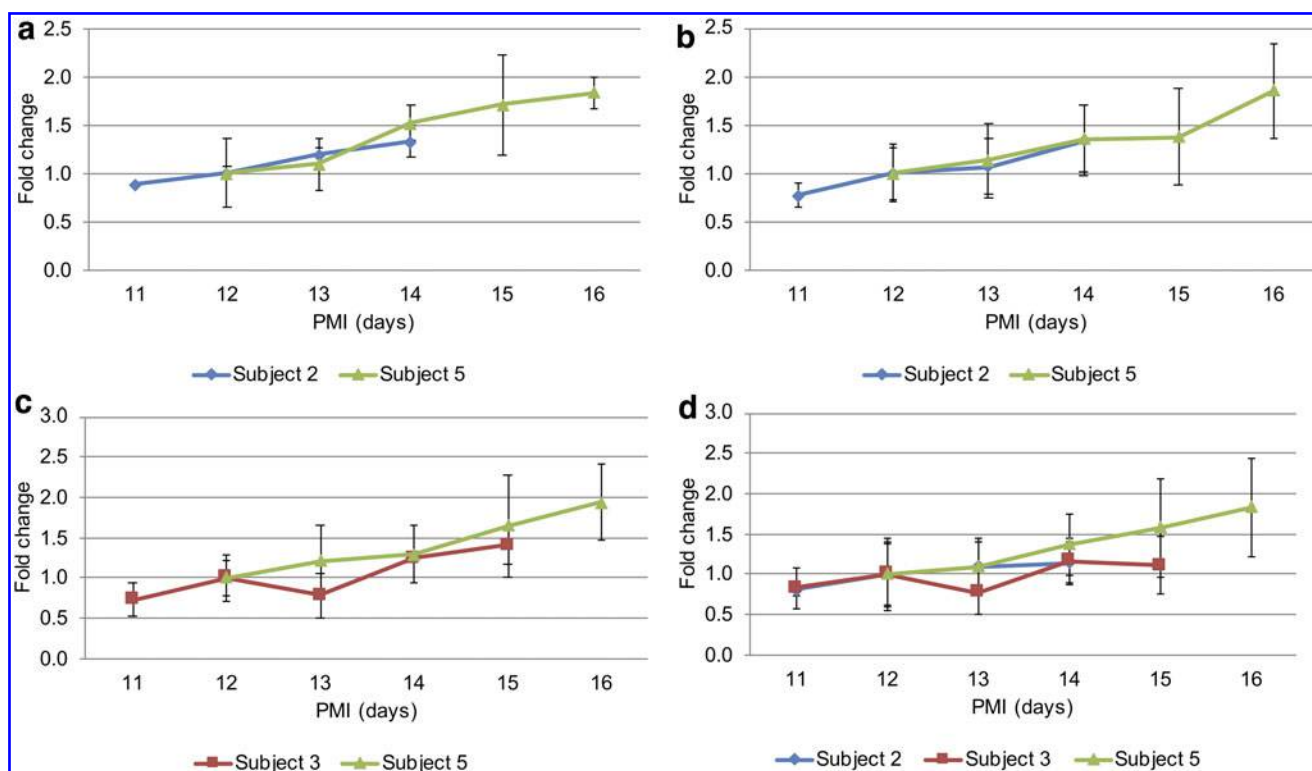 a
2.5
2.0
1.5
1.0
0.5
0.0
Fold change
11 12 13 14 15 16
PMI (days)
Subject 2 Subject 5
b
2.5
2.0
1.5
1.0
0.5
0.0
Fold change
11 12 13 14 15 16
PMI (days)
Subject 2 Subject 5
c
3.0
2.5
2.0
1.5
1.0
0.5
0.0
Fold change
11 12 13 14 15 16
PMI (days)
Subject 3 Subject 5
d
3.0
2.5
2.0
1.5
1.0
0.5
0.0
Fold change
11 12 13 14 15 16
PMI (days)
Subject 2 Subject 3 Subject 5